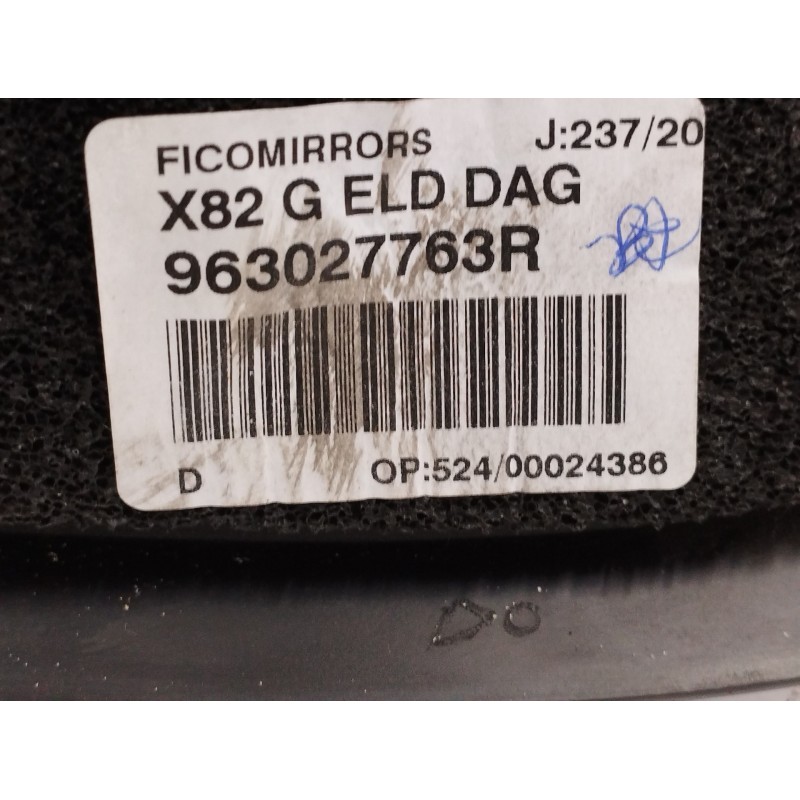 FICOMIRRORS J:237/20
X82 G ELD DAG
963027763R
D OP:524/00024386